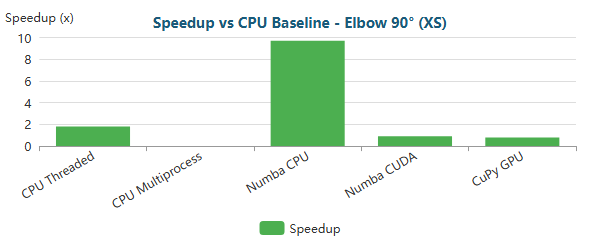 Speedup (x)
Speedup vs CPU Baseline - Elbow 90° (XS)
10
8
6
4
2
0
CPU Threaded
CPU Multiprocess
Numba CPU
Numba CUDA
CuPy GPU
Speedup